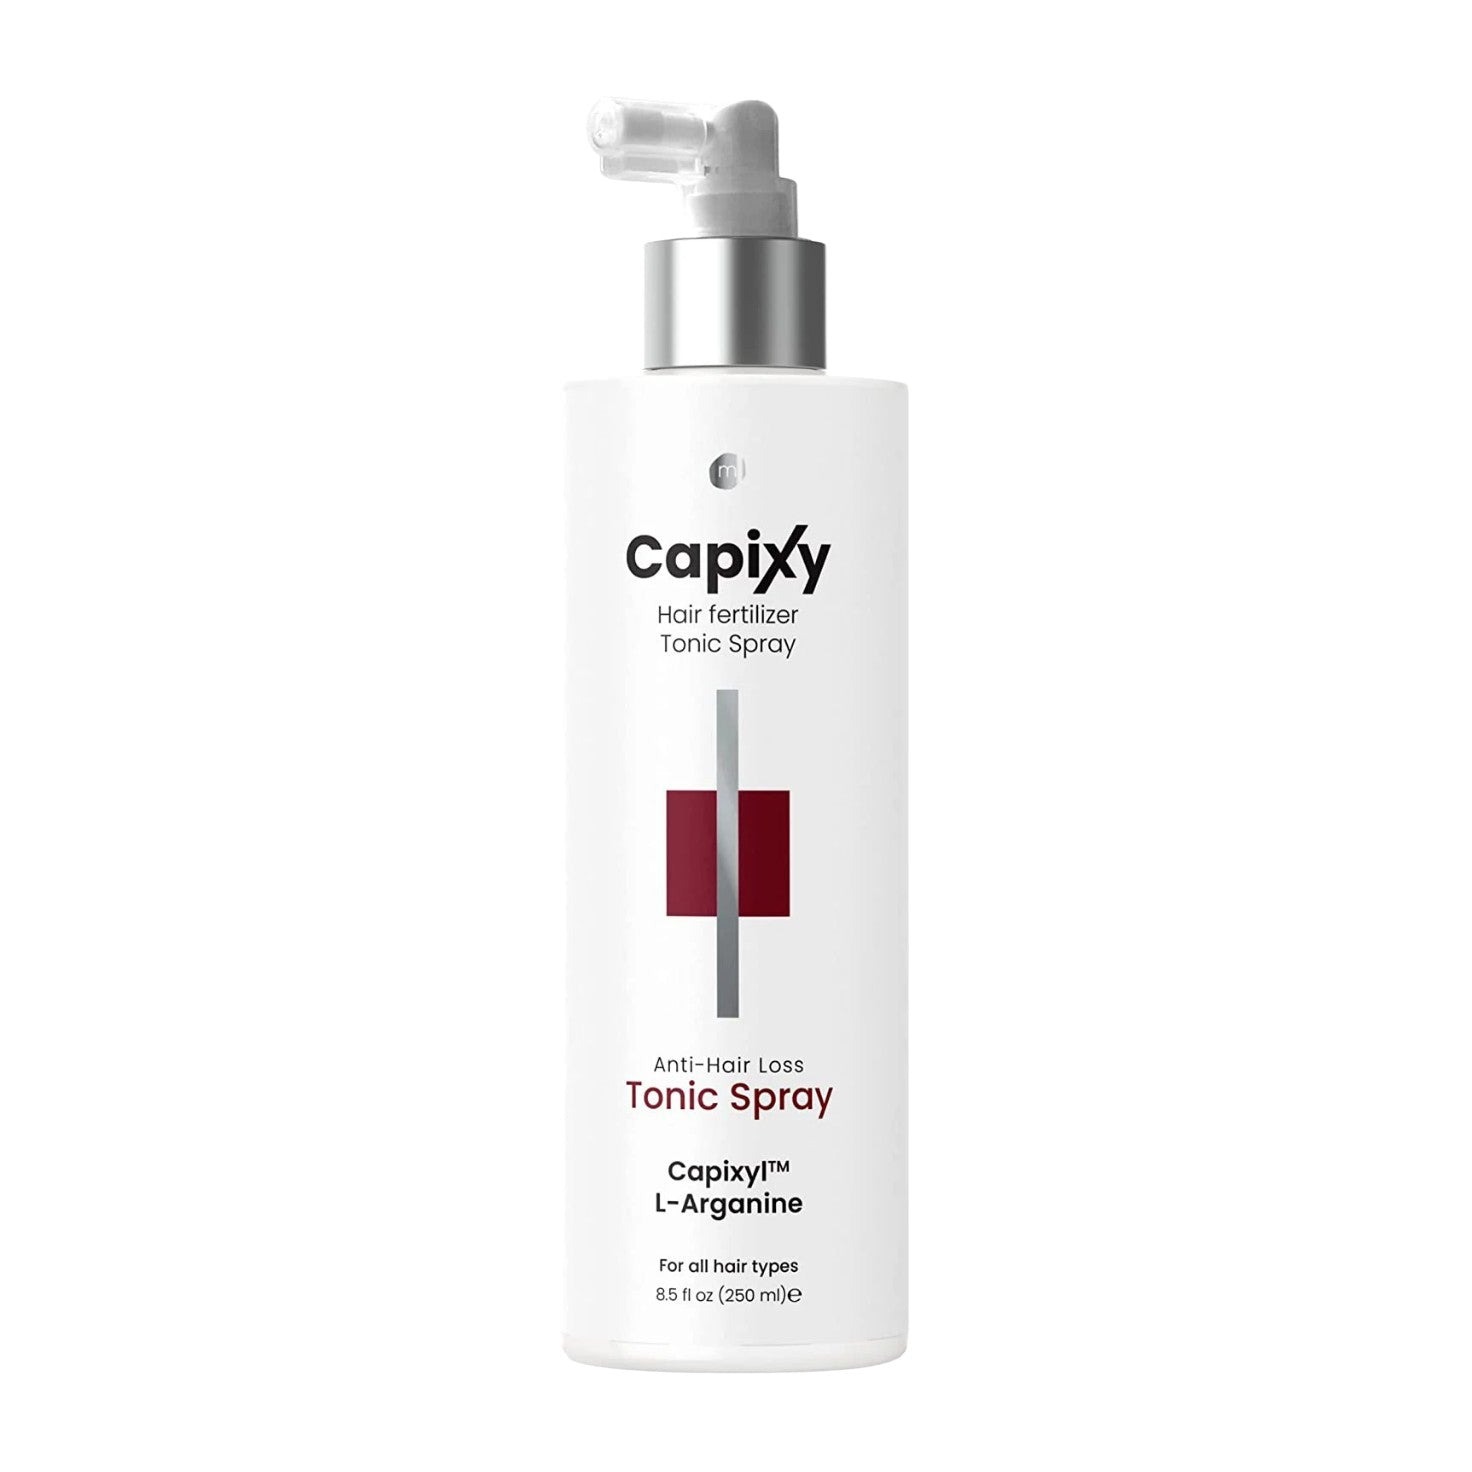 m
Capixy
Hair fertilizer
Tonic Spray
Anti-Hair Loss
Tonic Spray
Capixyl™
L-Arganine
For all hair types
8.5 fl oz (250 ml)℮